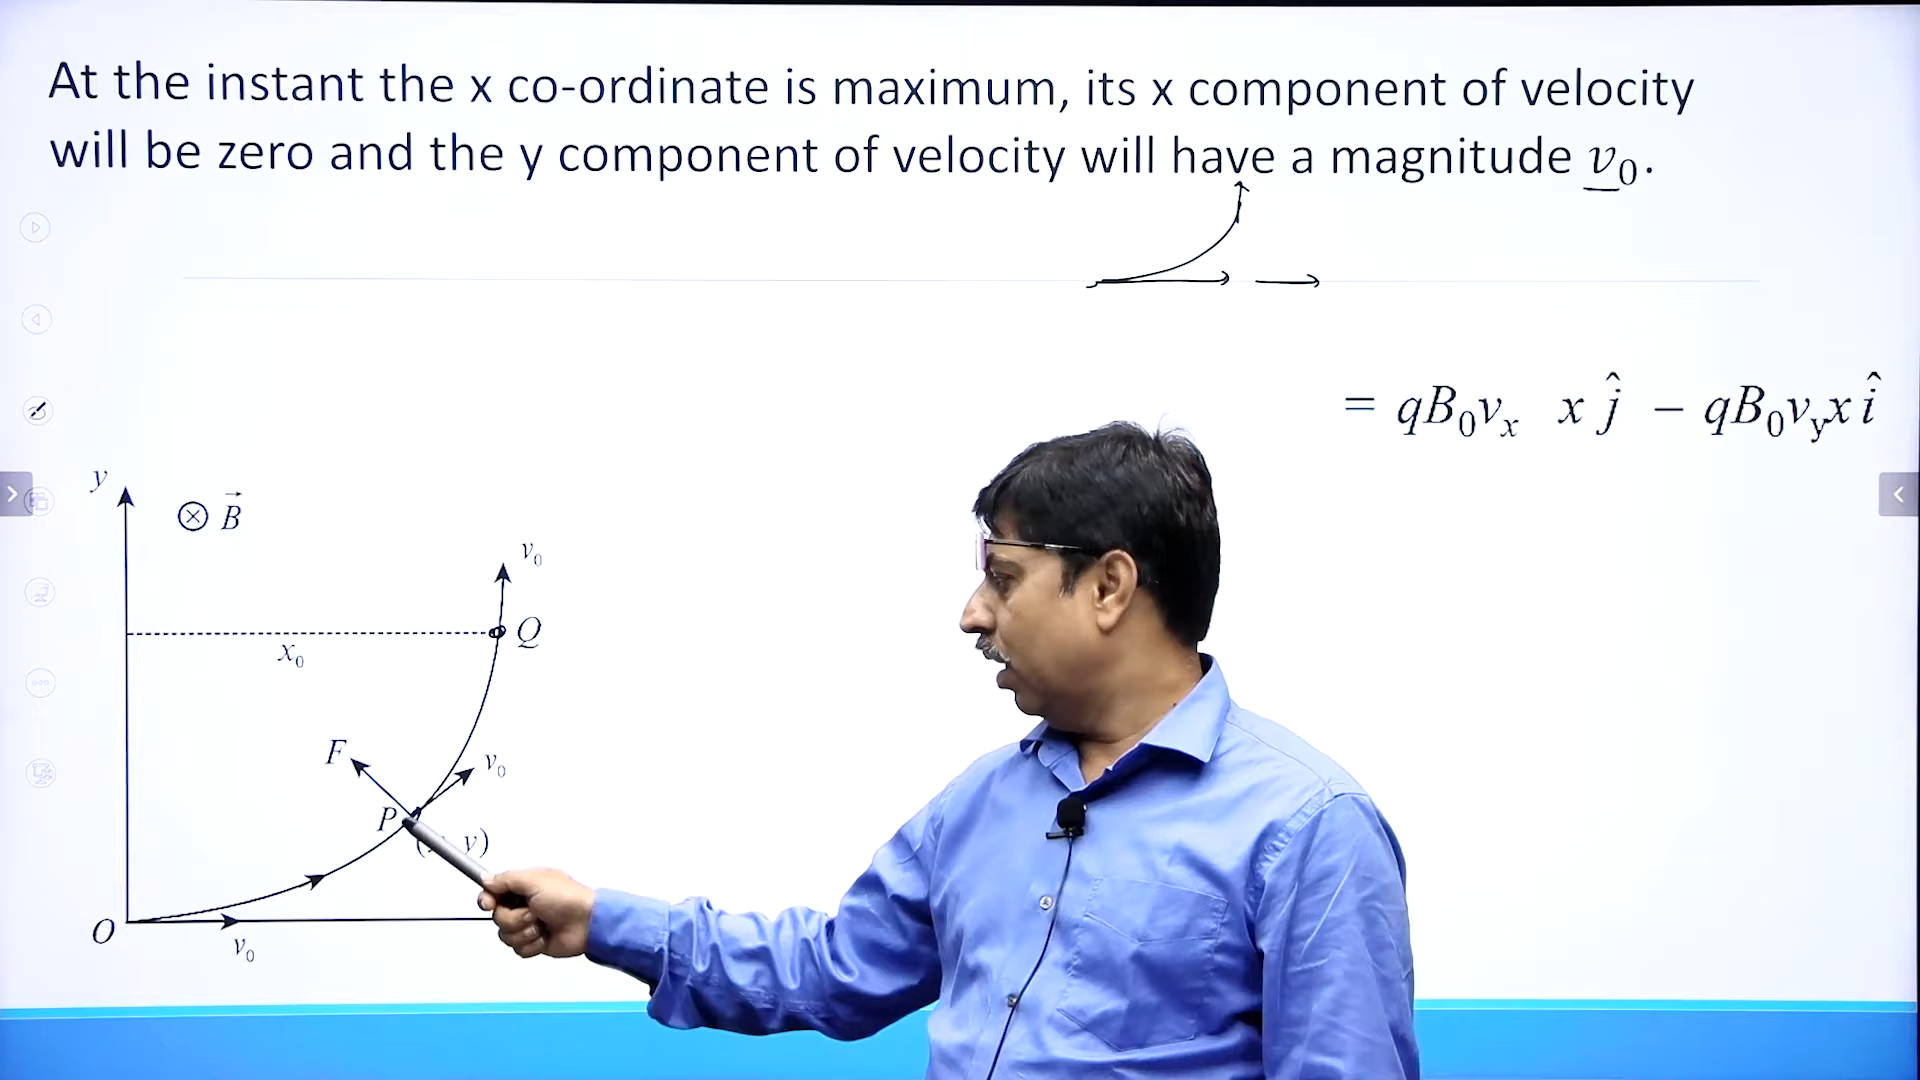 At the instant the x co-ordinate is maximum, its x component of velocity
will be zero and the y component of velocity will have a magnitude v₀.
= qB₀vₓ x ĵ − qB₀v_y x î
y
⊗ B⃗
v₀
Q
x₀
F
v₀
P
y)
O
v₀